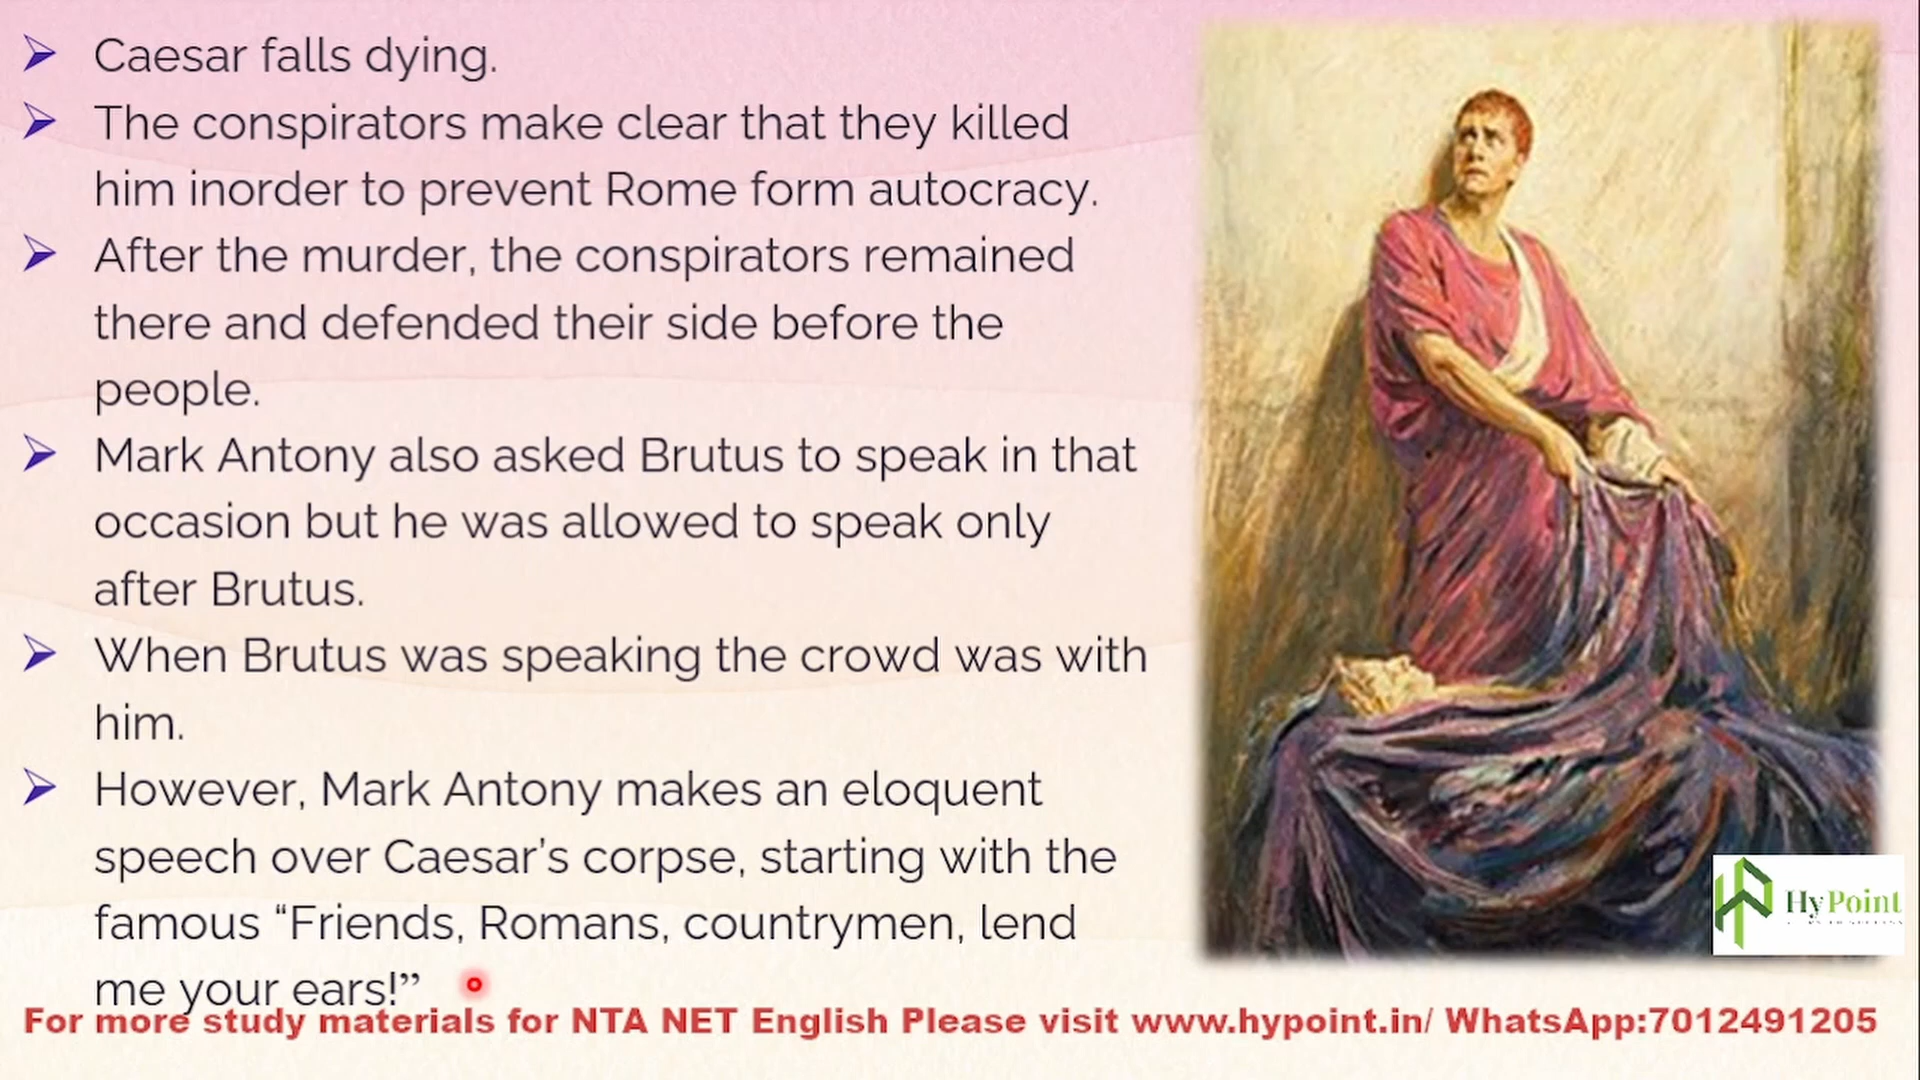 Caesar falls dying.
The conspirators make clear that they killed
him inorder to prevent Rome form autocracy.
After the murder, the conspirators remained
there and defended their side before the
people.
Mark Antony also asked Brutus to speak in that
occasion but he was allowed to speak only
after Brutus.
When Brutus was speaking the crowd was with
him.
However, Mark Antony makes an eloquent
speech over Caesar’s corpse, starting with the
famous “Friends, Romans, countrymen, lend
me your ears!”
HyPoint
For more study materials for NTA NET English Please visit www.hypoint.in/ WhatsApp:7012491205